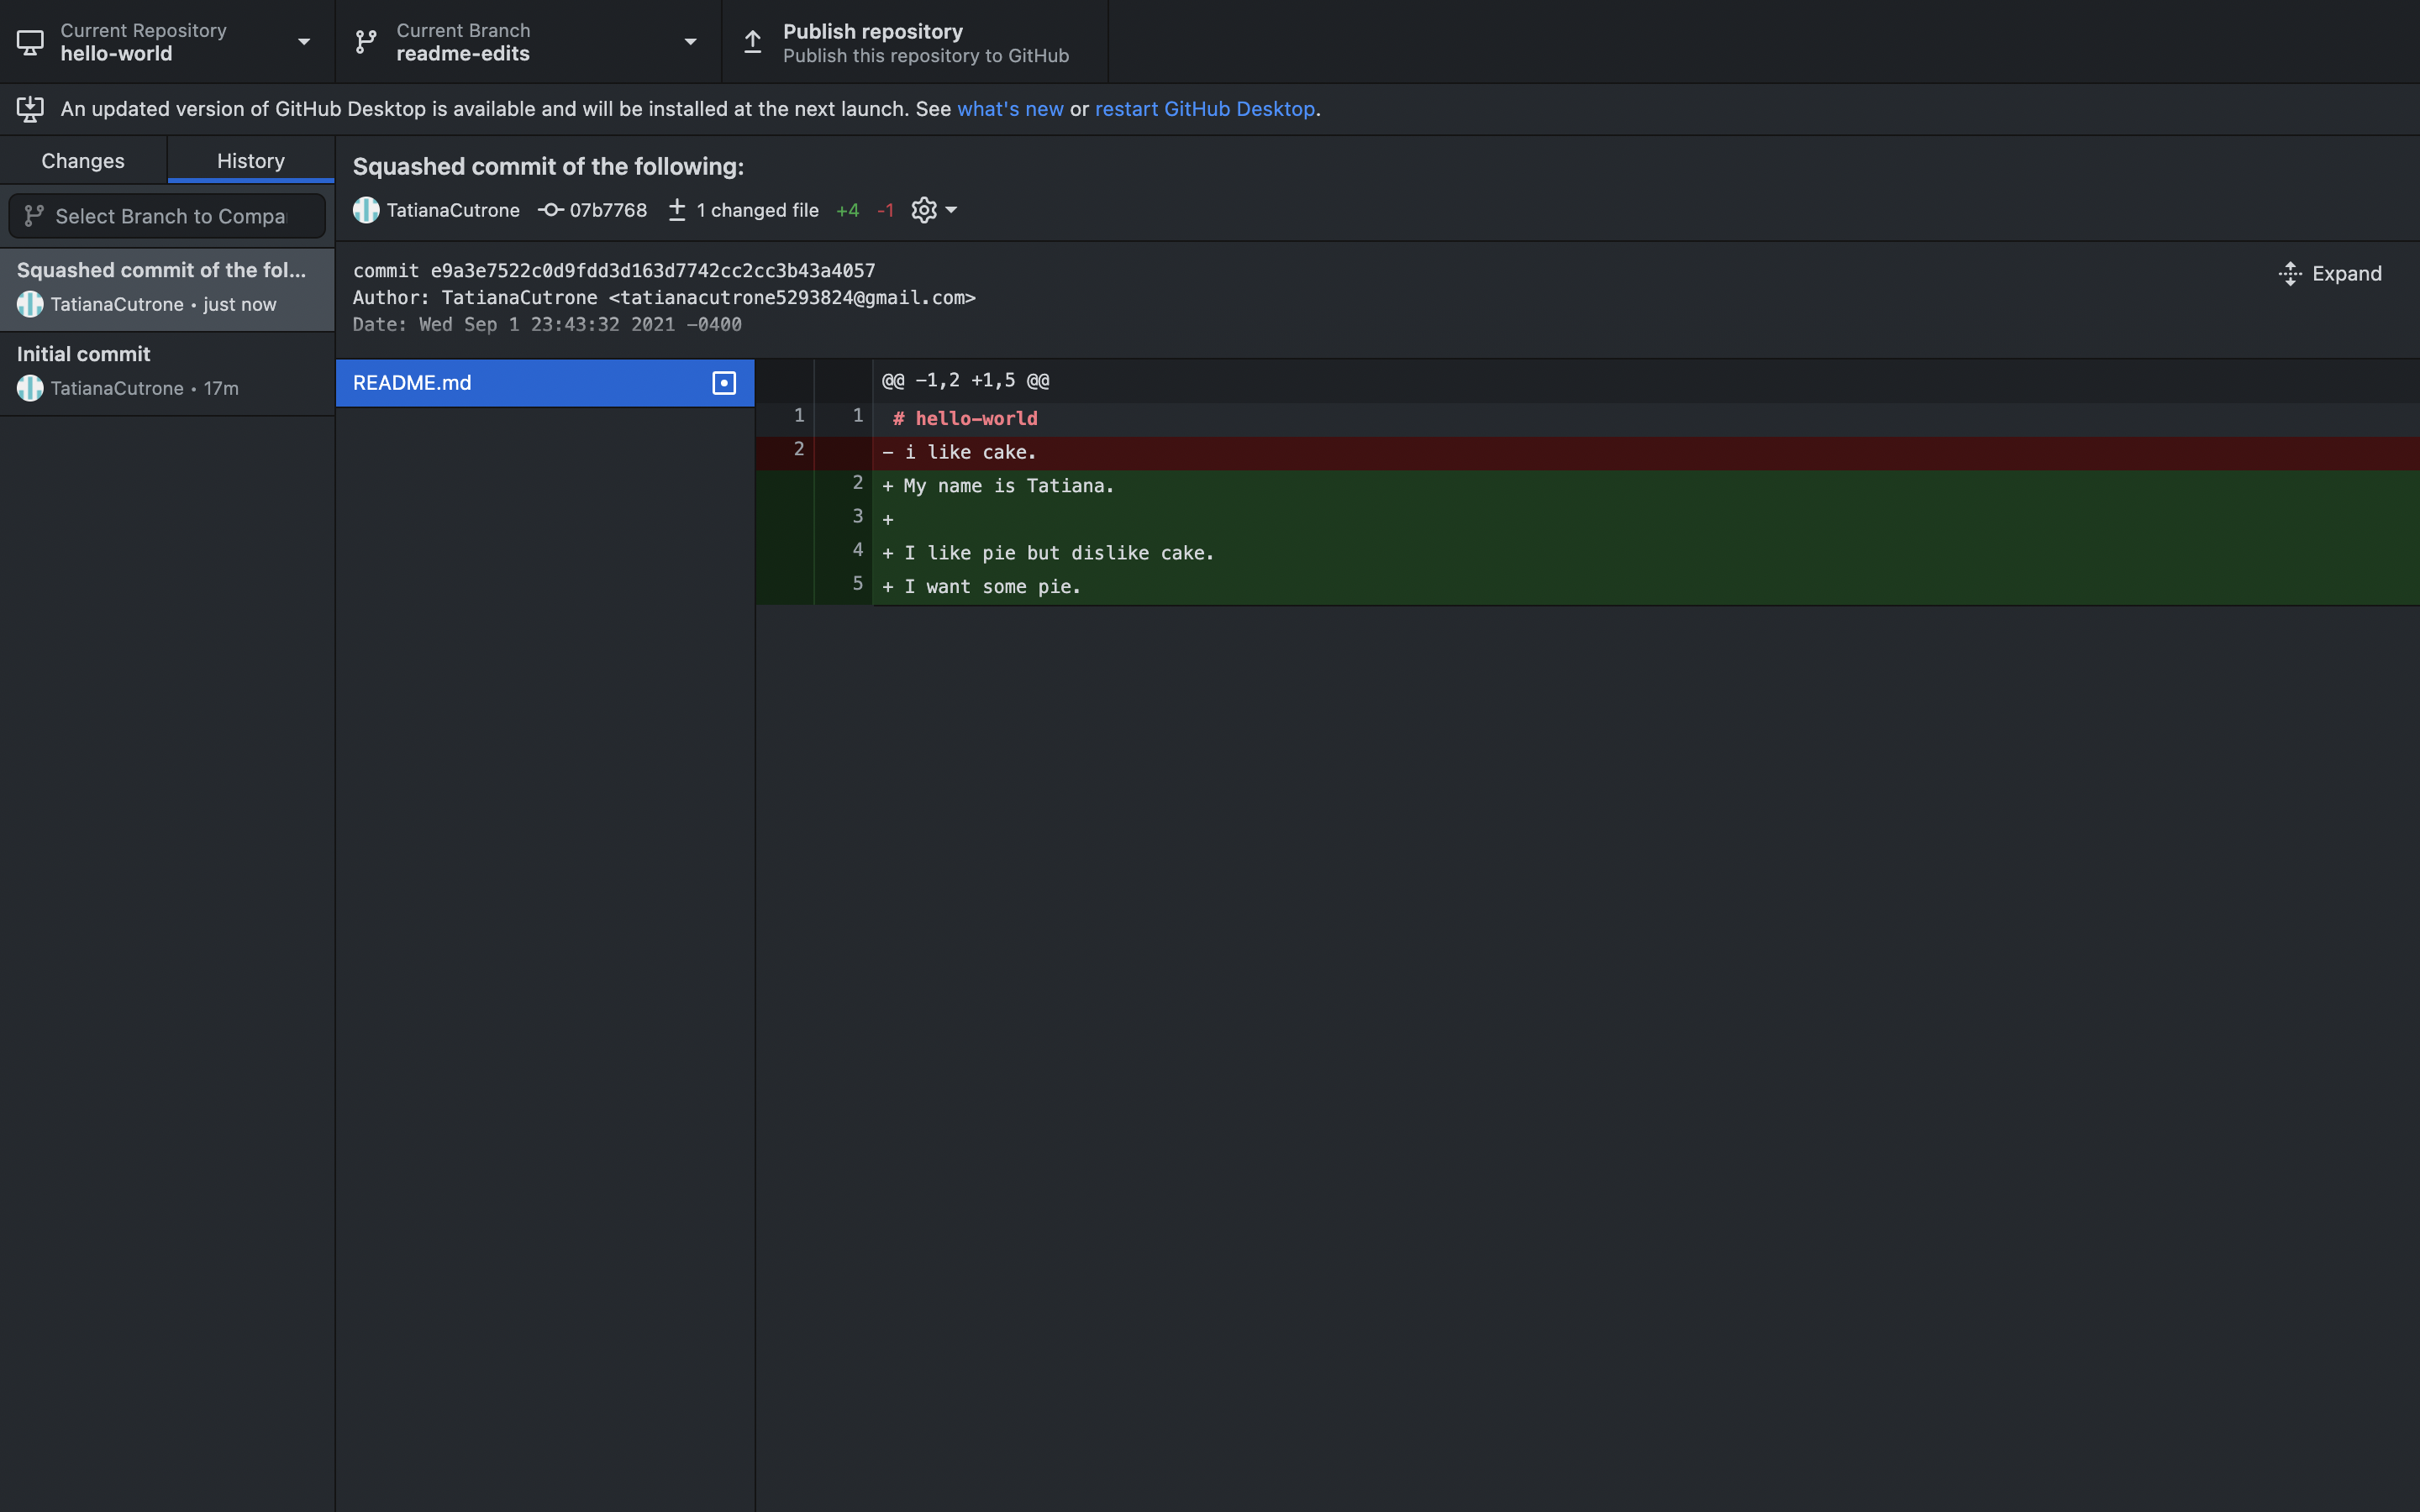 Current Repository
hello-world
Current Branch
readme-edits
Publish repository
Publish this repository to GitHub
An updated version of GitHub Desktop is available and will be installed at the next launch. See what's new or restart GitHub Desktop.
Changes
History
Select Branch to Compa
Squashed commit of the fol...
TatianaCutrone • just now
Initial commit
TatianaCutrone • 17m
Squashed commit of the following:
TatianaCutrone 07b7768 1 changed file +4 -1
commit e9a3e7522c0d9fdd3d163d7742cc2cc3b43a4057
Author: TatianaCutrone <tatianacutrone5293824@gmail.com>
Date: Wed Sep 1 23:43:32 2021 -0400
Expand
README.md
@@ -1,2 +1,5 @@
1 1 # hello-world
2 - i like cake.
2 + My name is Tatiana.
3 +
4 + I like pie but dislike cake.
5 + I want some pie.